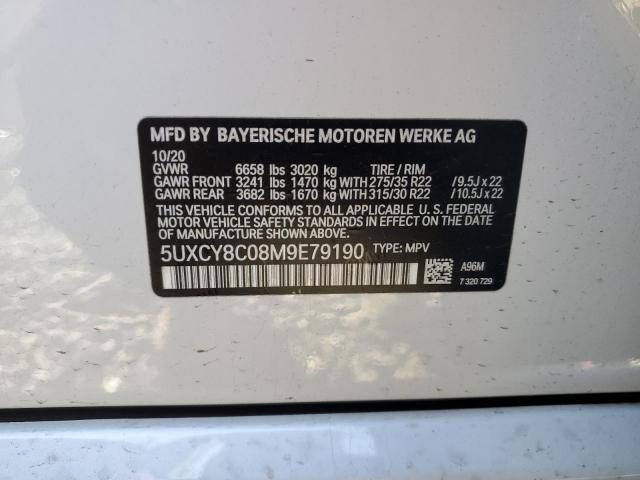 MFD BY BAYERISCHE MOTOREN WERKE AG
10/20
GVWR 6658 lbs 3020 kg TIRE / RIM
GAWR FRONT 3241 lbs 1470 kg WITH 275/35 R22 / 9.5J x 22
GAWR REAR 3682 lbs 1670 kg WITH 315/30 R22 / 10.5J x 22
THIS VEHICLE CONFORMS TO ALL APPLICABLE U. S. FEDERAL
MOTOR VEHICLE SAFETY STANDARDS IN EFFECT ON THE DATE OF
MANUFACTURE SHOWN ABOVE.
5UXCY8C08M9E79190 TYPE: MPV
A96M
7 320 729